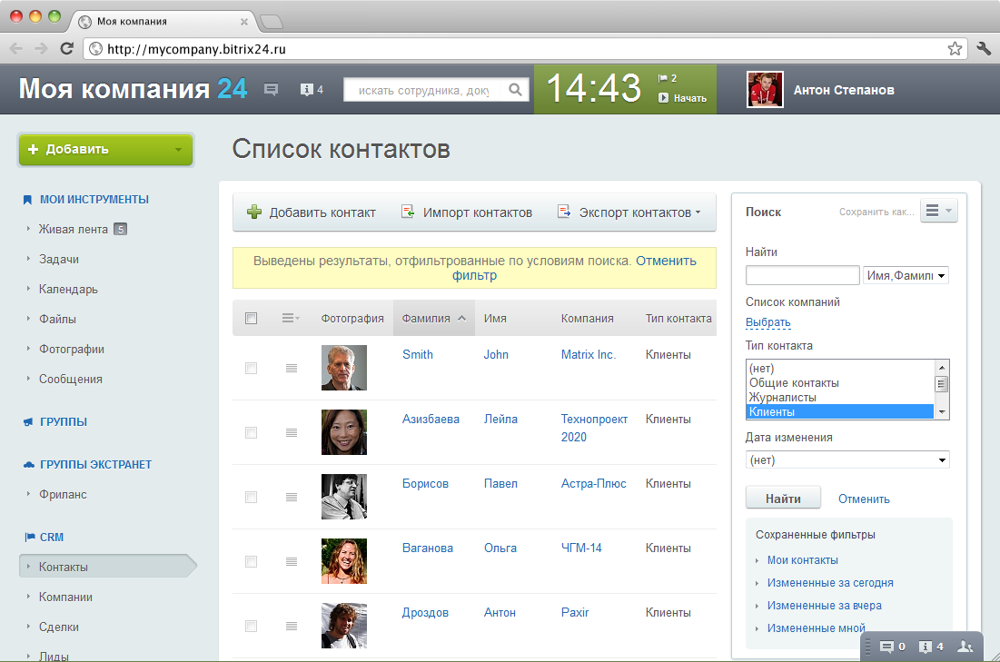 Моя компания
http://mycompany.bitrix24.ru
Моя компания 24
4
искать сотрудника, доку
14:43
2
Начать
Антон Степанов
Добавить
МОИ ИНСТРУМЕНТЫ
Живая лента 5
Задачи
Календарь
Файлы
Фотографии
Сообщения
ГРУППЫ
ГРУППЫ ЭКСТРАНЕТ
Фриланс
CRM
Контакты
Компании
Сделки
Лиды
Список контактов
Добавить контакт
Импорт контактов
Экспорт контактов
Выведены результаты, отфильтрованные по условиям поиска. Отменить
фильтр
Фотография Фамилия Имя Компания Тип контакта
Smith John Matrix Inc. Клиенты
Азизбаева Лейла Технопроект Клиенты
2020
Борисов Павел Астра-Плюс Клиенты
Ваганова Ольга ЧГМ-14 Клиенты
Дроздов Антон Paxir Клиенты
Поиск
Сохранить как...
Найти
Имя,Фамилі
Список компаний
Выбрать
Тип контакта
(нет)
Общие контакты
Журналисты
Клиенты
Дата изменения
(нет)
Найти
Отменить
Сохраненные фильтры
Мои контакты
Измененные за сегодня
Измененные за вчера
Измененные мной
0
4